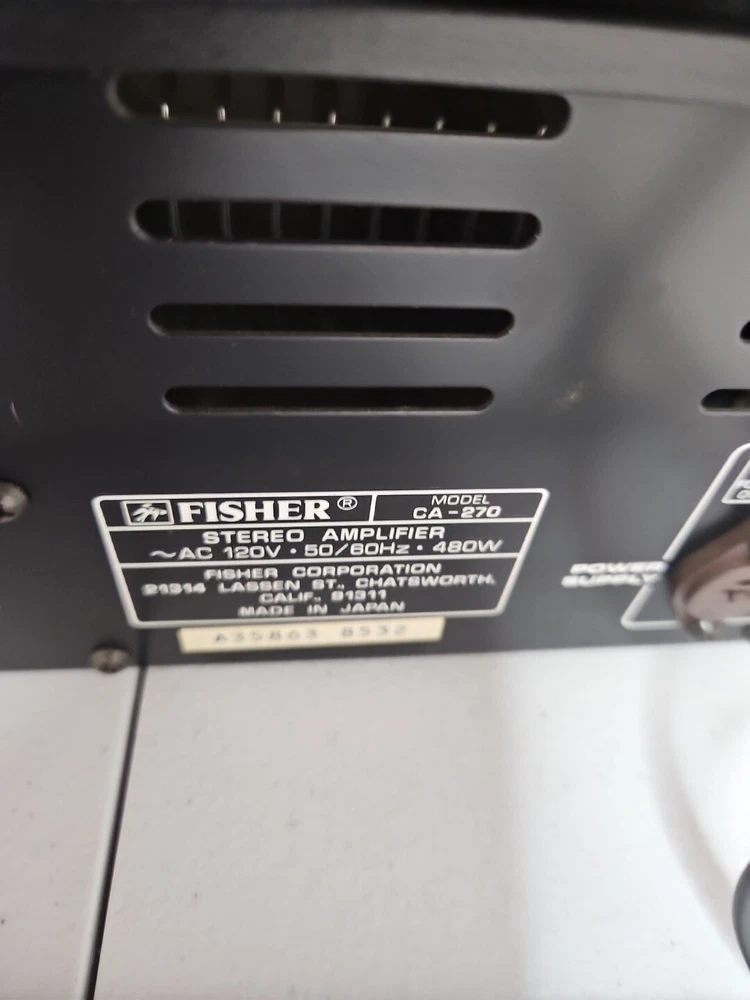 FISHER ®
MODEL
CA-270
STEREO AMPLIFIER
~AC 120V · 50/60Hz · 480W
FISHER CORPORATION
21314 LASSEN ST., CHATSWORTH,
CALIF., 91311
MADE IN JAPAN
A35863 8532
POWER
SUPPLY